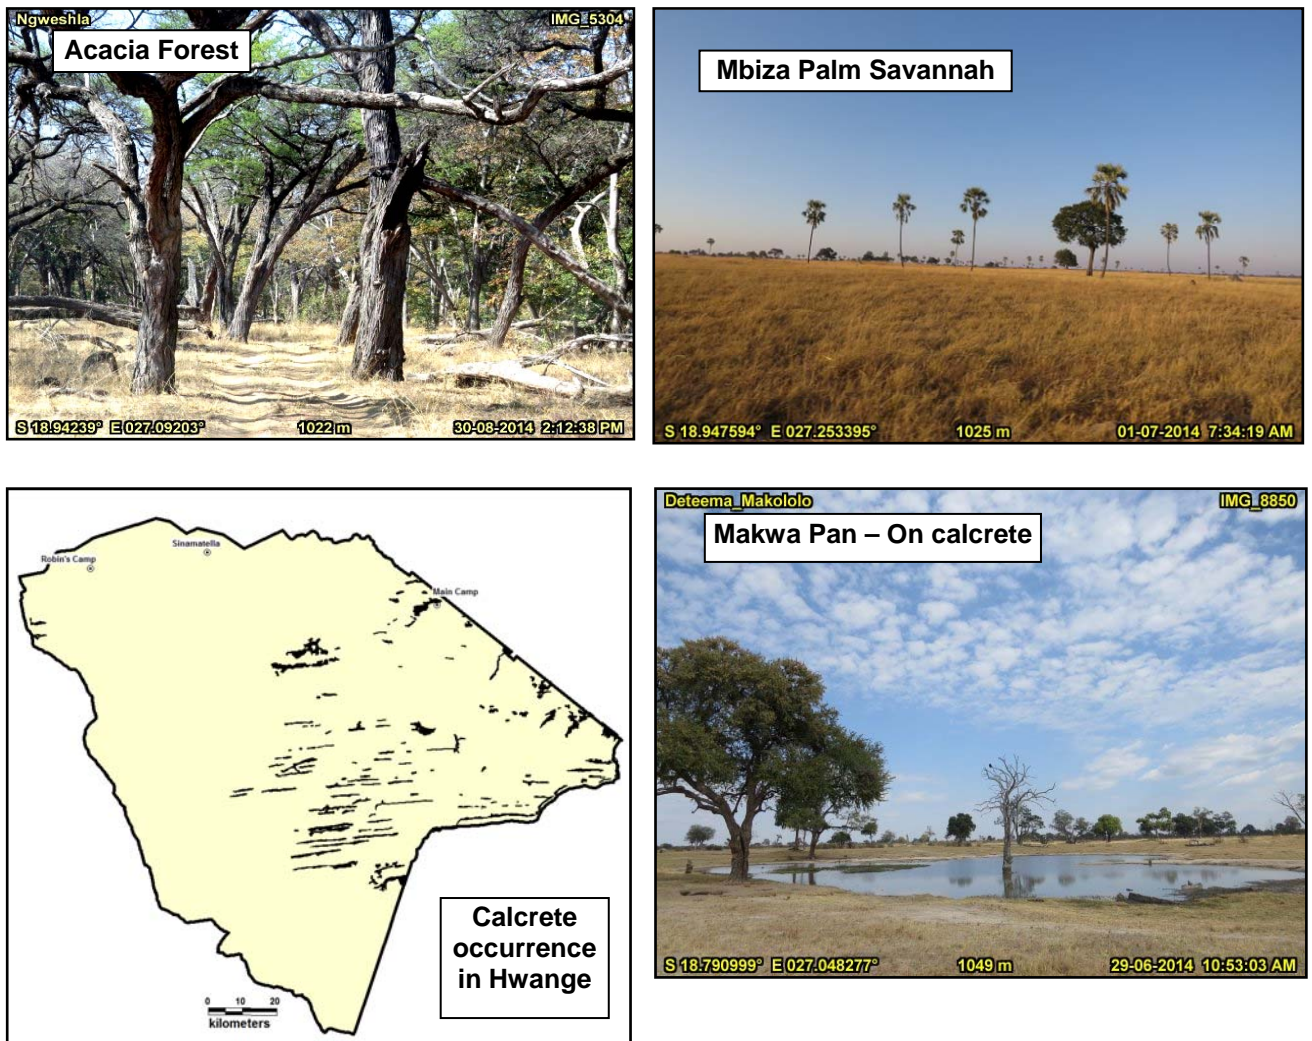 Ngweshla IMG_5304
Acacia Forest
S 18.94239° E 027.09203° 1022 m 30-08-2014 2:12:38 PM
Mbiza Palm Savannah
S 18.947594° E 027.253395° 1025 m 01-07-2014 7:34:19 AM
Sinamatella
Robin's Camp
Main Camp
Calcrete
occurrence
in Hwange
0 10 20
kilometers
Deteema_Makololo IMG_8850
Makwa Pan – On calcrete
S 18.790999° E 027.048277° 1049 m 29-06-2014 10:53:03 AM